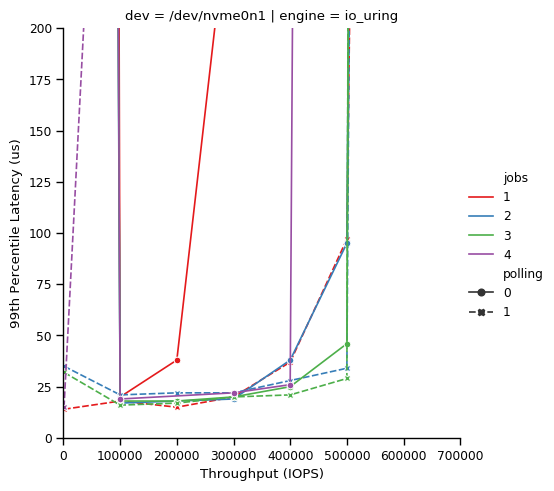 dev = /dev/nvme0n1 | engine = io_uring
200
175
150
125
100
75
50
25
0
99th Percentile Latency (us)
0 100000 200000 300000 400000 500000 600000 700000
Throughput (IOPS)
jobs
1
2
3
4
polling
0
1